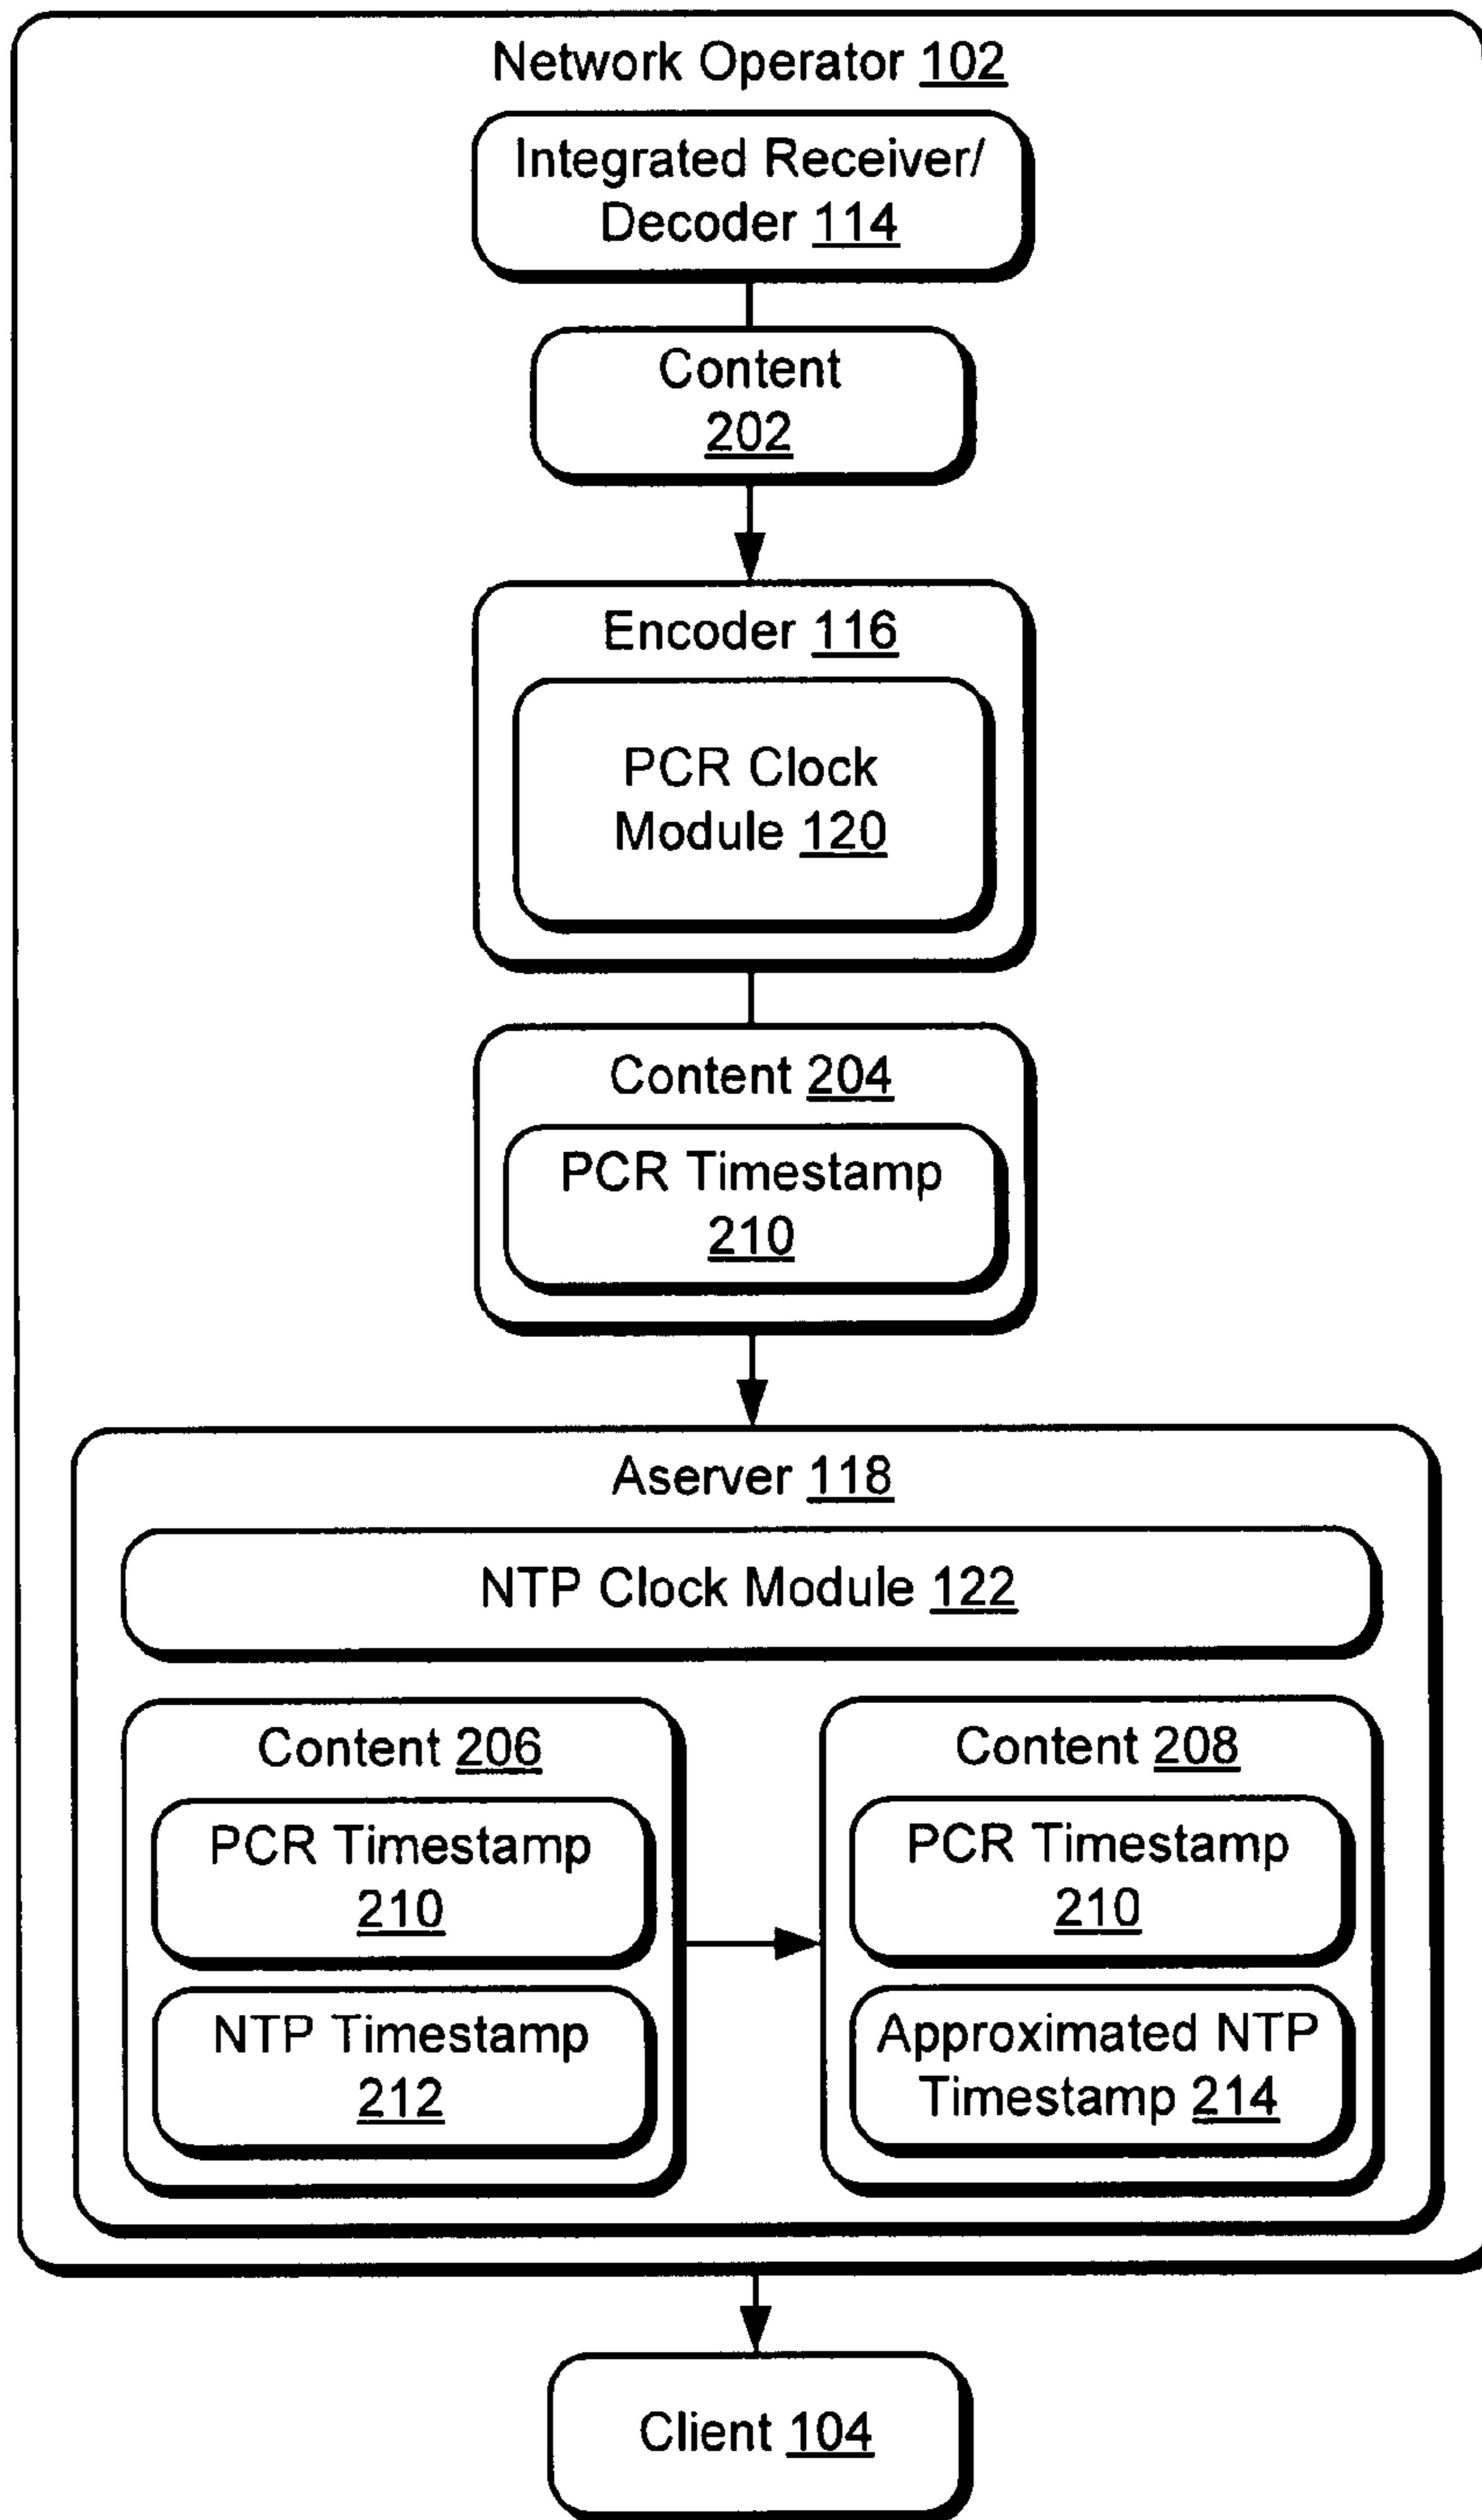 Network Operator 102
Integrated Receiver/
Decoder 114
Content
202
Encoder 116
PCR Clock
Module 120
Content 204
PCR Timestamp
210
Aserver 118
NTP Clock Module 122
Content 206
PCR Timestamp
210
NTP Timestamp
212
Content 208
PCR Timestamp
210
Approximated NTP
Timestamp 214
Client 104